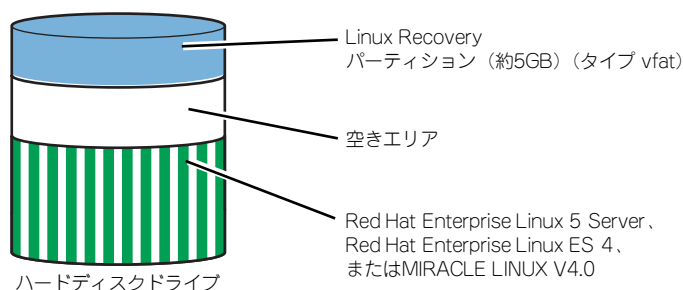 Linux Recovery
パーティション（約5GB）（タイプ vfat）
空きエリア
Red Hat Enterprise Linux 5 Server、
Red Hat Enterprise Linux ES 4、
またはMIRACLE LINUX V4.0
ハードディスクドライブ